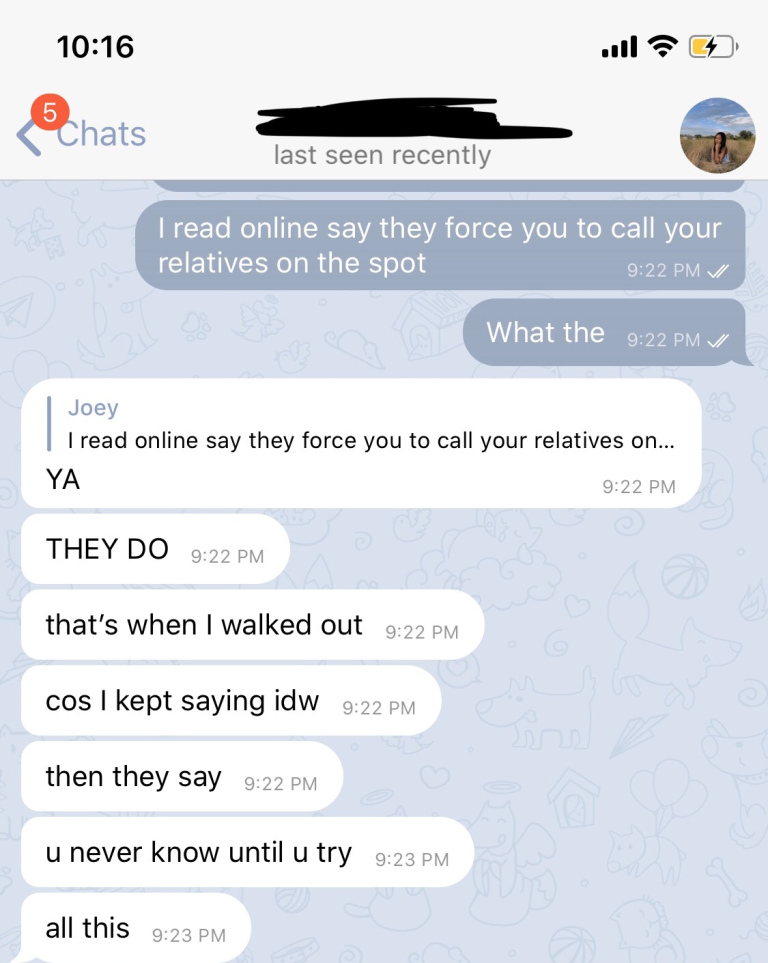 10:16
5
Chats
last seen recently
I read online say they force you to call your
relatives on the spot
9:22 PM
What the 9:22 PM
Joey
I read online say they force you to call your relatives on...
YA
9:22 PM
THEY DO 9:22 PM
that’s when I walked out 9:22 PM
cos I kept saying idw 9:22 PM
then they say 9:22 PM
u never know until u try 9:23 PM
all this 9:23 PM